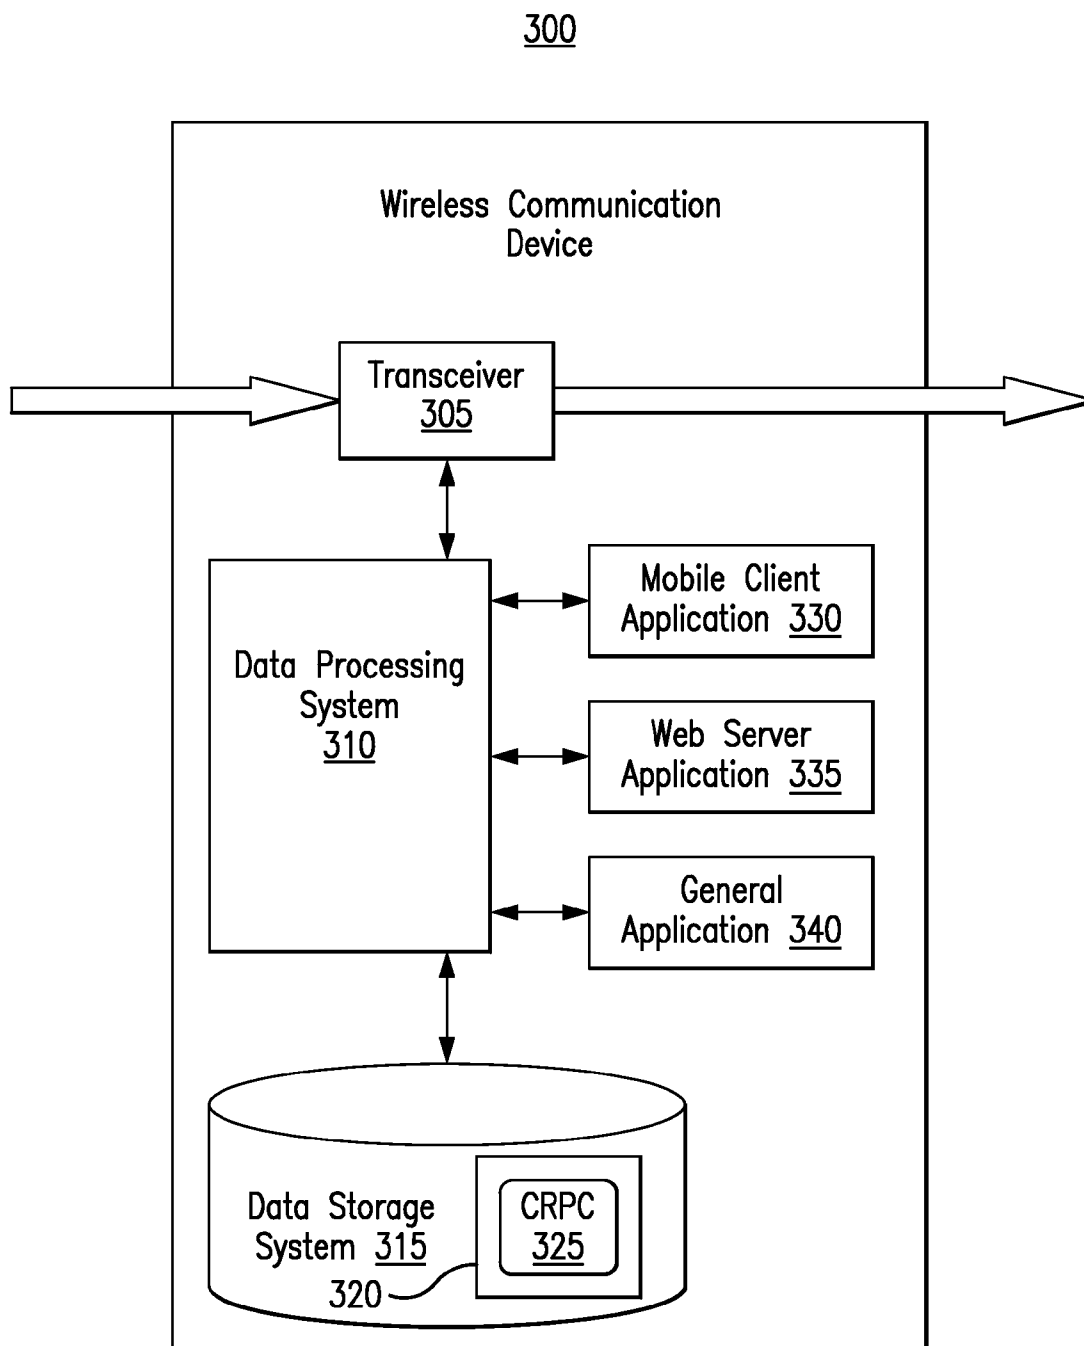 300
Wireless Communication
Device
Transceiver
305
Mobile Client
Application 330
Data Processing
System
310
Web Server
Application 335
General
Application 340
Data Storage
System 315
CRPC
325
320